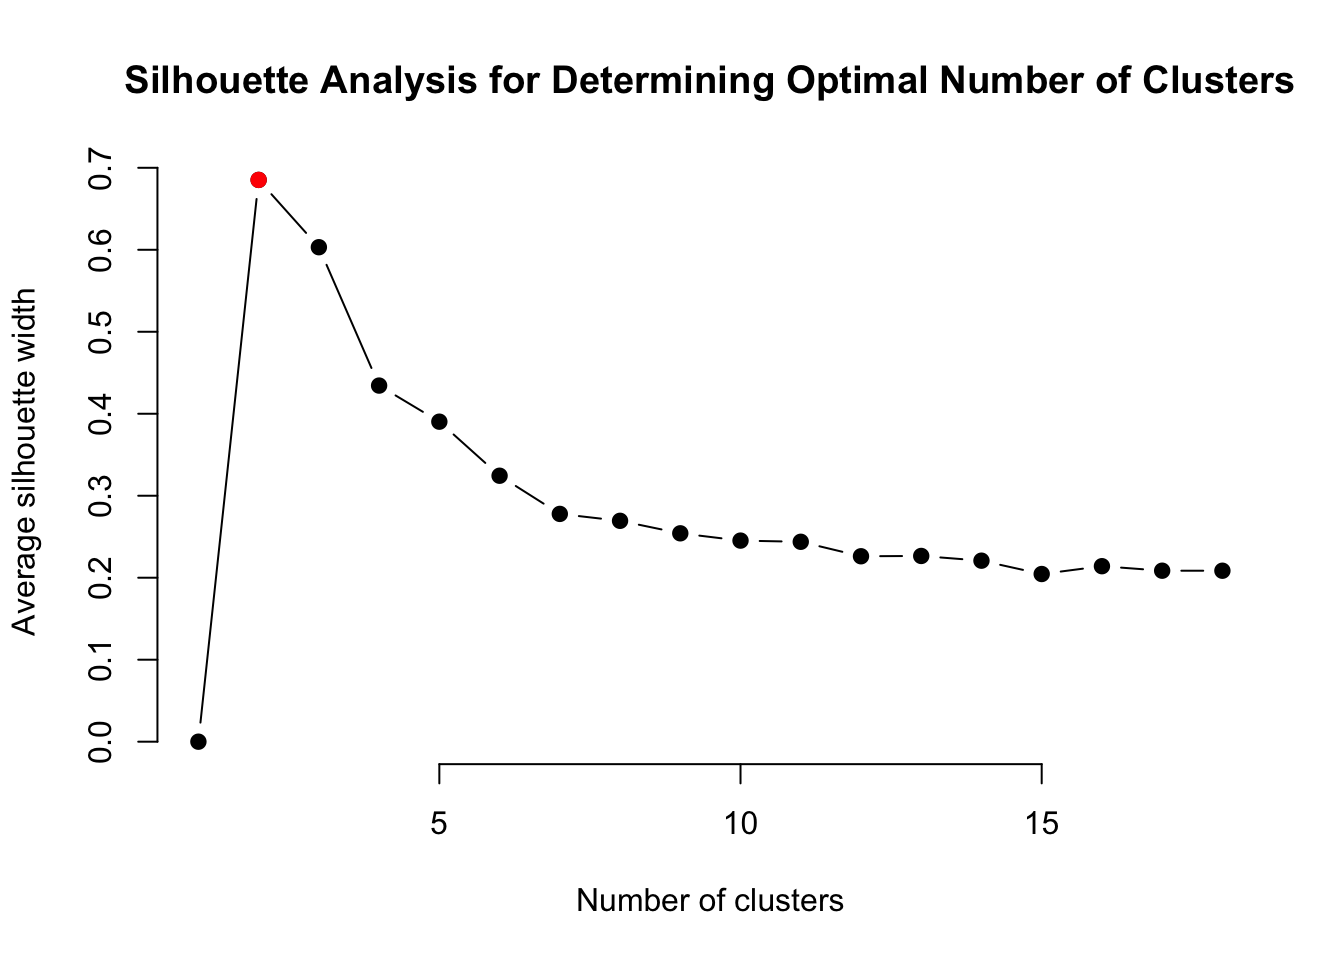 Silhouette Analysis for Determining Optimal Number of Clusters
Average silhouette width
0.7
0.6
0.5
0.4
0.3
0.2
0.1
0.0
5 10 15
Number of clusters